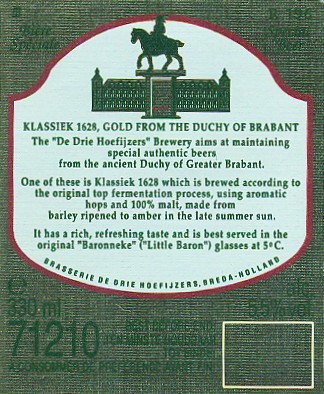 KLASSIEK 1628, GOLD FROM THE DUCHY OF BRABANT
The "De Drie Hoefijzers" Brewery aims at maintaining
special authentic beers
from the ancient Duchy of Greater Brabant.
One of these is Klassiek 1628 which is brewed according to
the original top fermentation process, using aromatic
hops and 100% malt, made from
barley ripened to amber in the late summer sun.
It has a rich, refreshing taste and is best served in the
original "Baronneke" ("Little Baron") glasses at 5°C.
BRASSERIE DE DRIE HOEFIJZERS, BREDA-HOLLAND
330 ml
71210